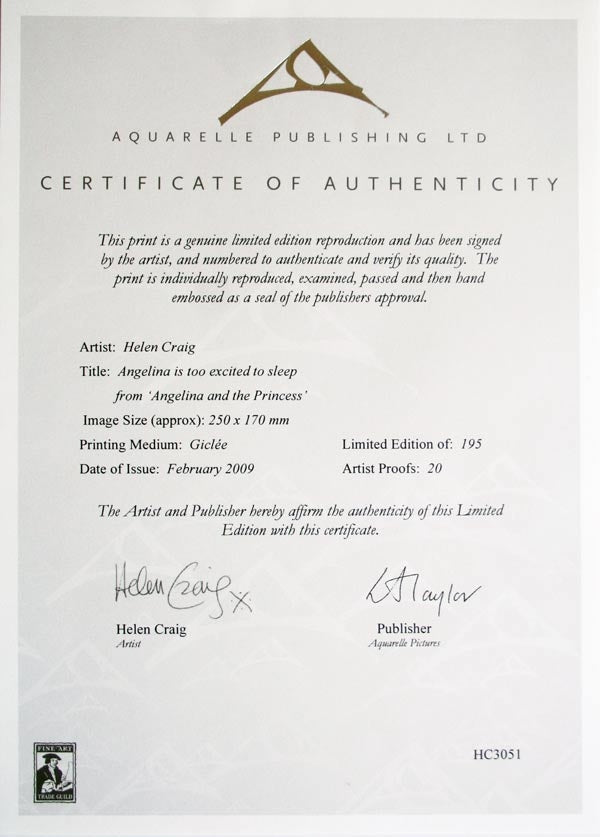 AQUARELLE PUBLISHING LTD
CERTIFICATE OF AUTHENTICITY
This print is a genuine limited edition reproduction and has been signed
by the artist, and numbered to authenticate and verify its quality. The
print is individually reproduced, examined, passed and then hand
embossed as a seal of the publishers approval.
Artist: Helen Craig
Title: Angelina is too excited to sleep
from 'Angelina and the Princess'
Image Size (approx): 250 x 170 mm
Printing Medium: Giclée Limited Edition of: 195
Date of Issue: February 2009 Artist Proofs: 20
The Artist and Publisher hereby affirm the authenticity of this Limited
Edition with this certificate.
Helen Craig x Taylor
Helen Craig Publisher
Artist Aquarelle Pictures
FINE ART
TRADE GUILD
HC3051